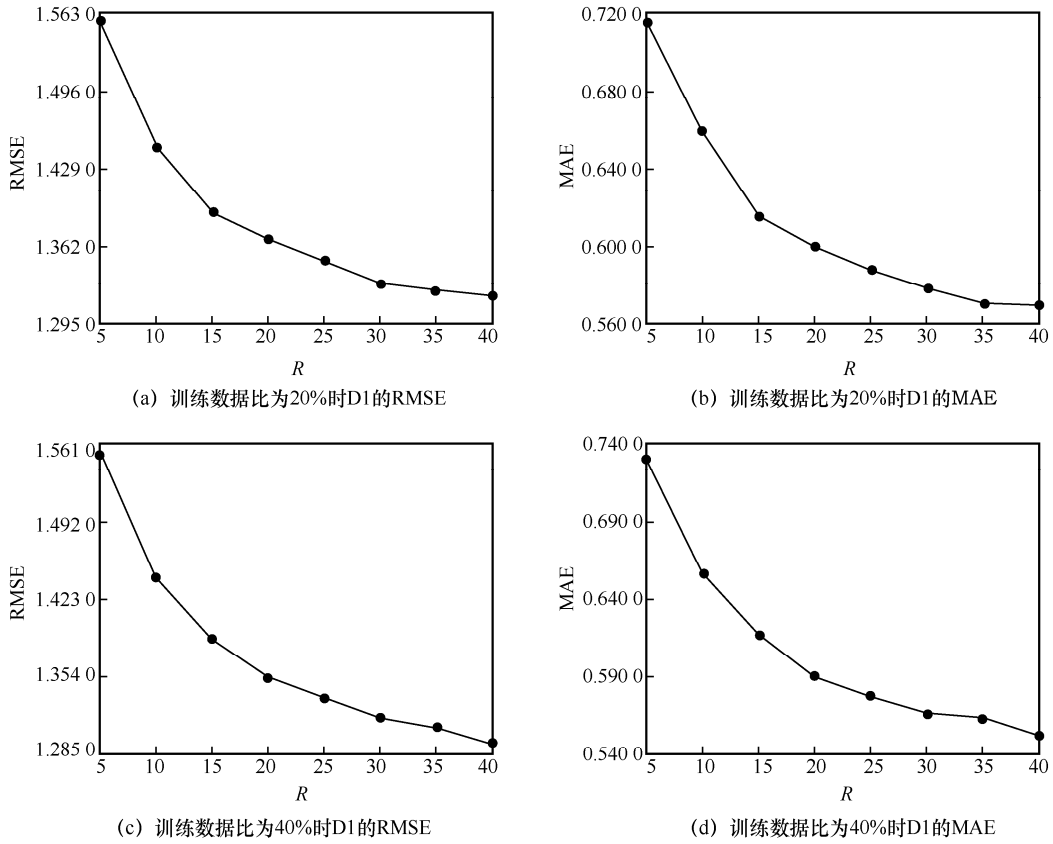 1.563 0
1.496 0
1.429 0
1.362 0
1.295 0
RMSE
5 10 15 20 25 30 35 40
R
(a) 训练数据比为20%时D1的RMSE
0.720 0
0.680 0
0.640 0
0.600 0
0.560 0
MAE
5 10 15 20 25 30 35 40
R
(b) 训练数据比为20%时D1的MAE
1.561 0
1.492 0
1.423 0
1.354 0
1.285 0
RMSE
5 10 15 20 25 30 35 40
R
(c) 训练数据比为40%时D1的RMSE
0.740 0
0.690 0
0.640 0
0.590 0
0.540 0
MAE
5 10 15 20 25 30 35 40
R
(d) 训练数据比为40%时D1的MAE